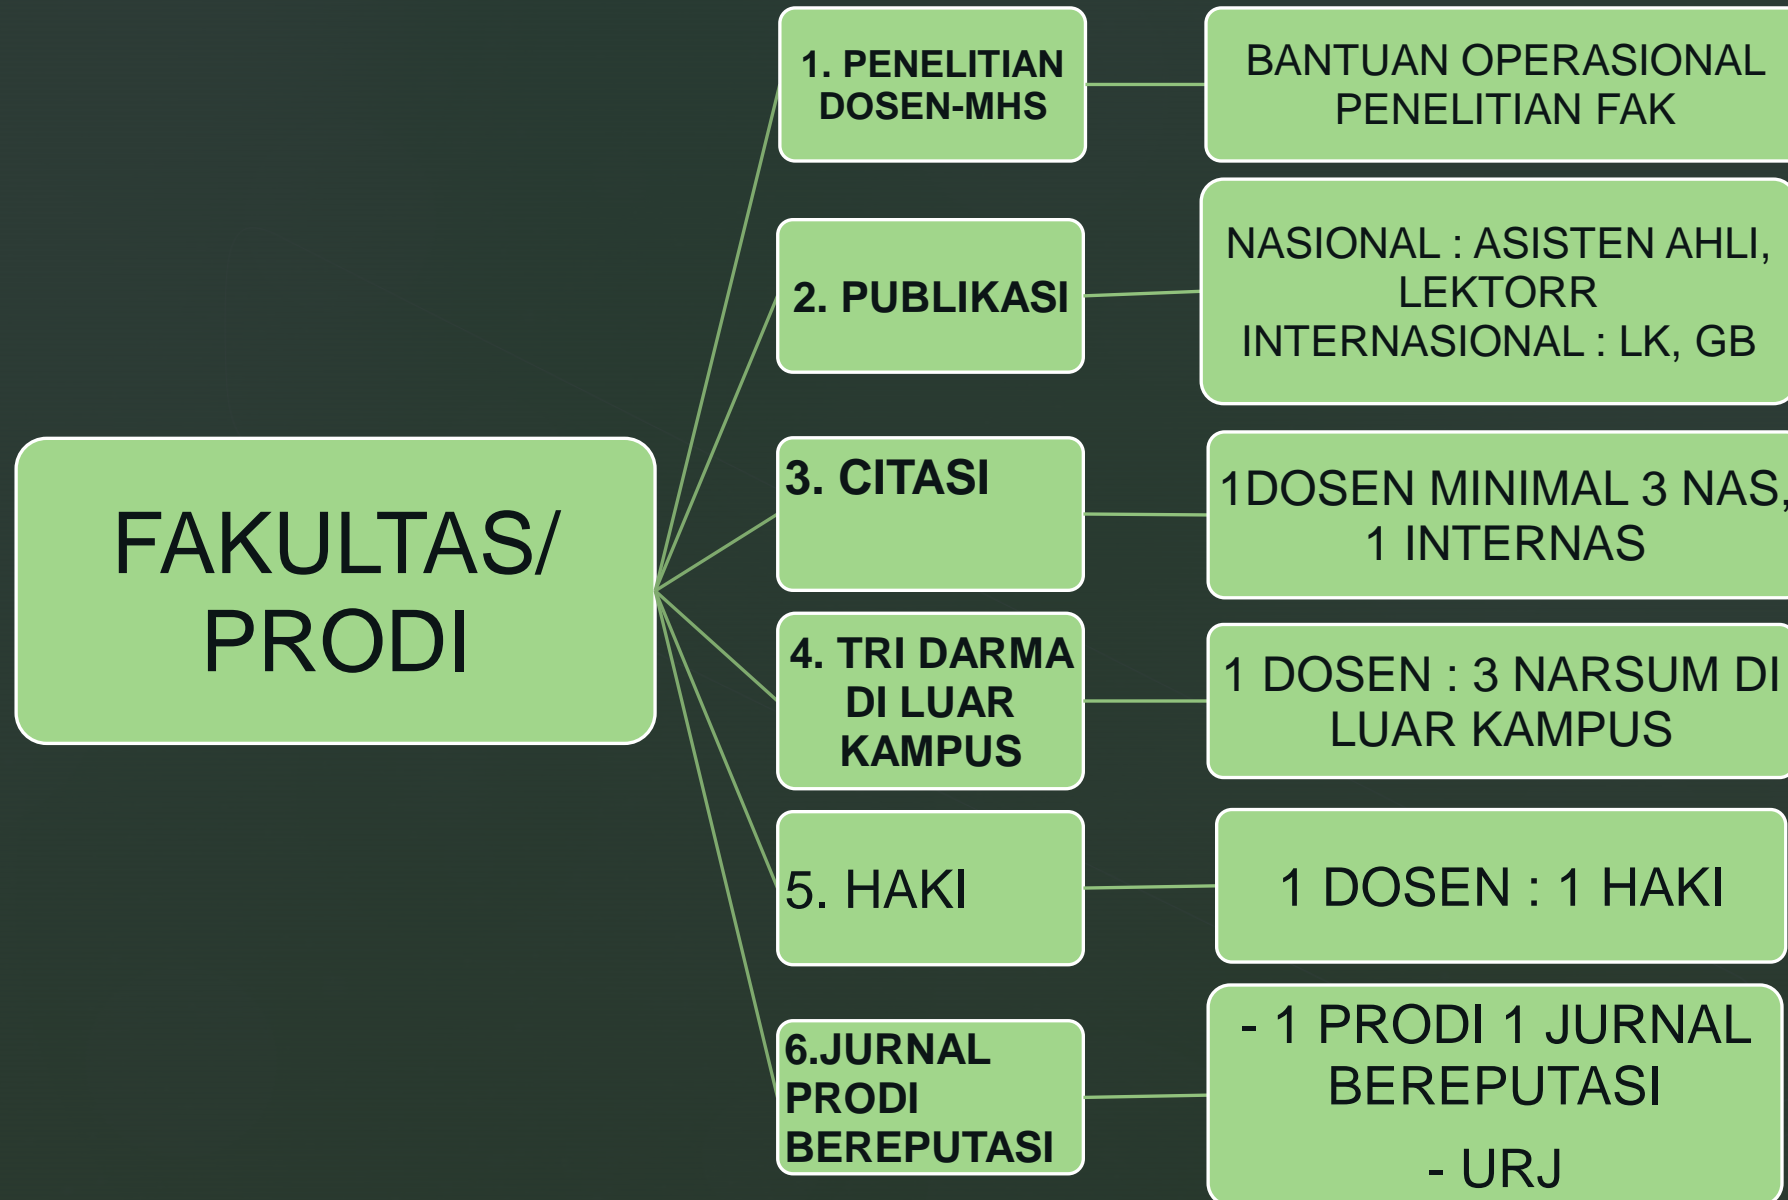 FAKULTAS/
PRODI
1. PENELITIAN
DOSEN-MHS
BANTUAN OPERASIONAL
PENELITIAN FAK
2. PUBLIKASI
NASIONAL : ASISTEN AHLI,
LEKTORR
INTERNASIONAL : LK, GB
3. CITASI
1DOSEN MINIMAL 3 NAS,
1 INTERNAS
4. TRI DARMA
DI LUAR
KAMPUS
1 DOSEN : 3 NARSUM DI
LUAR KAMPUS
5. HAKI
1 DOSEN : 1 HAKI
6.JURNAL
PRODI
BEREPUTASI
- 1 PRODI 1 JURNAL
BEREPUTASI
- URJ